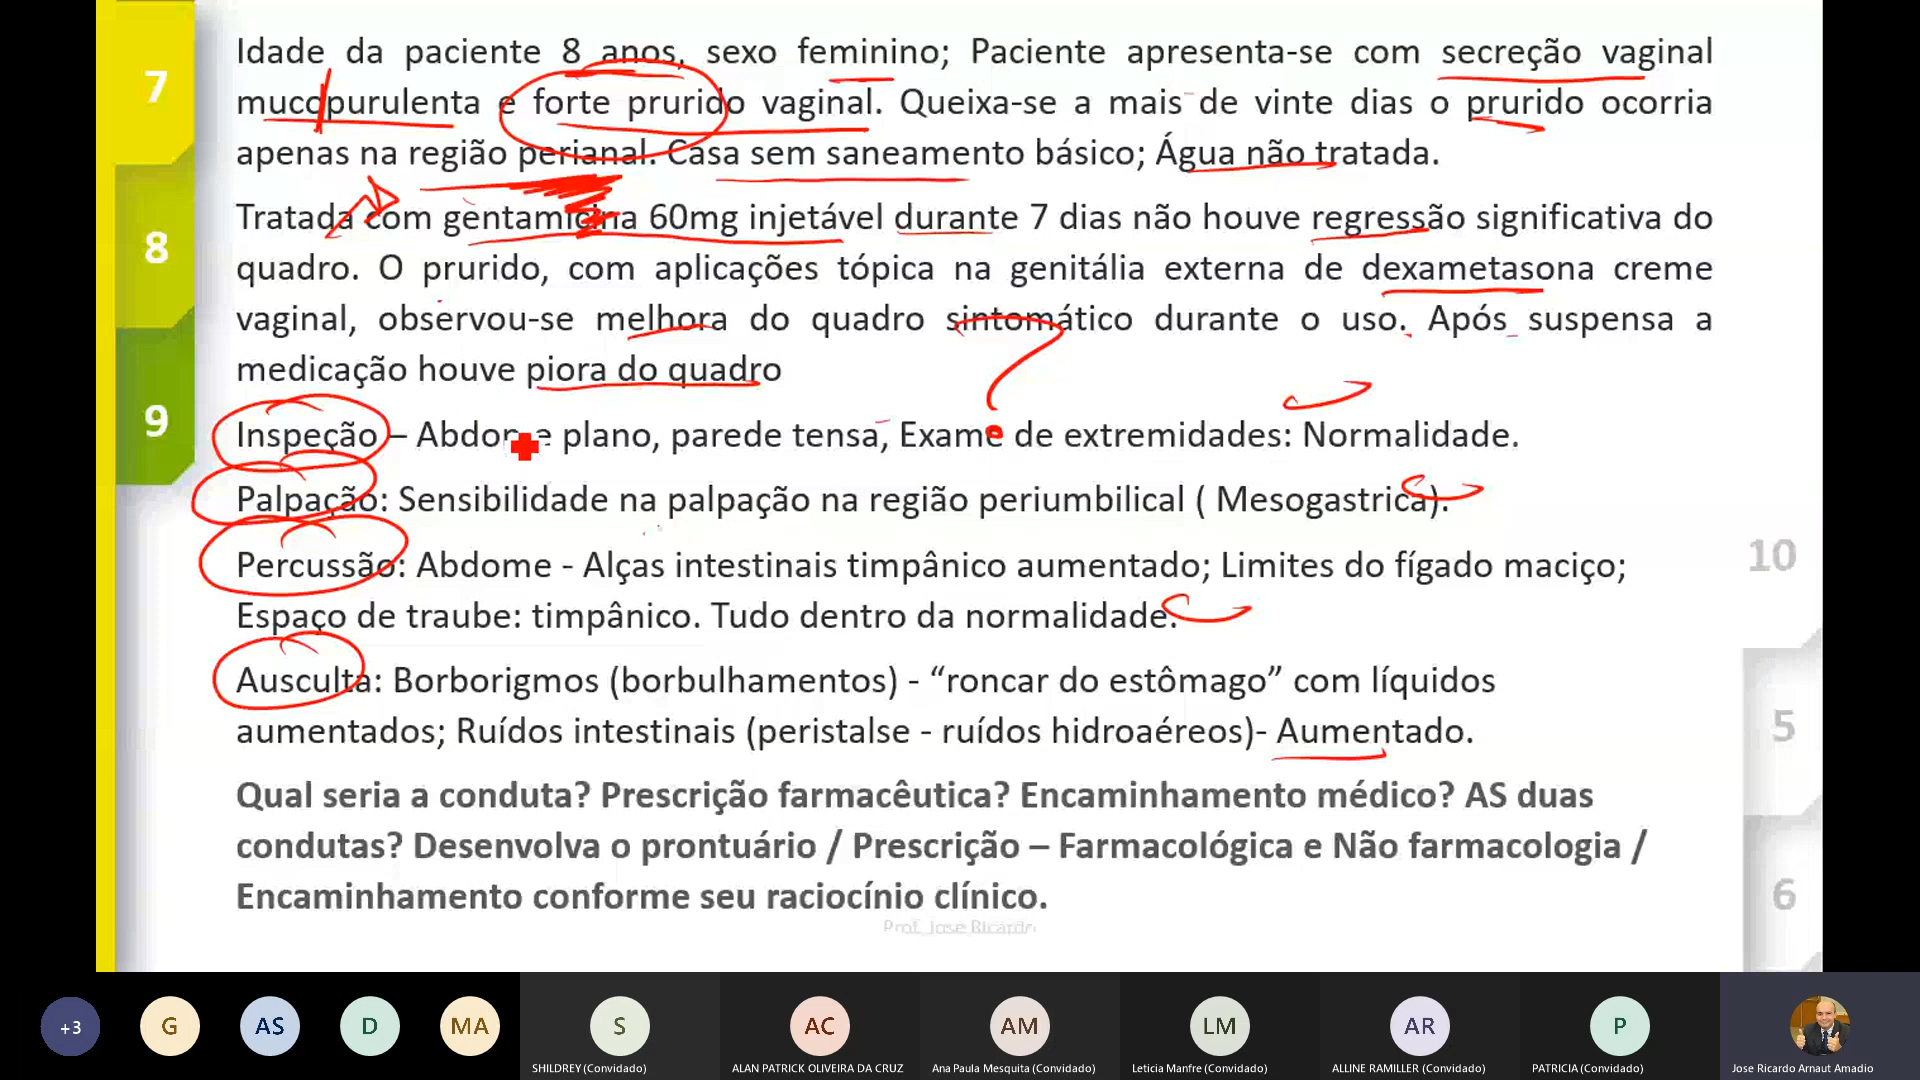 7
Idade da paciente 8 anos, sexo feminino; Paciente apresenta-se com secreção vaginal
mucopurulenta e forte prurido vaginal. Queixa-se a mais de vinte dias o prurido ocorria
apenas na região perianal. Casa sem saneamento básico; Água não tratada.
8
Tratada com gentamicina 60mg injetável durante 7 dias não houve regressão significativa do
quadro. O prurido, com aplicações tópica na genitália externa de dexametasona creme
vaginal, observou-se melhora do quadro sintomático durante o uso. Após suspensa a
medicação houve piora do quadro
9
Inspeção – Abdome plano, parede tensa, Exame de extremidades: Normalidade.
Palpação: Sensibilidade na palpação na região periumbilical ( Mesogastrica).
10
Percussão: Abdome - Alças intestinais timpânico aumentado; Limites do fígado maciço;
Espaço de traube: timpânico. Tudo dentro da normalidade.
Ausculta: Borborigmos (borbulhamentos) - “roncar do estômago” com líquidos
aumentados; Ruídos intestinais (peristalse - ruídos hidroaéreos)- Aumentado.
5
Qual seria a conduta? Prescrição farmacêutica? Encaminhamento médico? AS duas
condutas? Desenvolva o prontuário / Prescrição – Farmacológica e Não farmacologia /
Encaminhamento conforme seu raciocínio clínico.
6
Prof. Jose Ricardo
+3
G
AS
D
MA
S
AC
AM
LM
AR
P
SHILDREY (Convidado)
ALAN PATRICK OLIVEIRA DA CRUZ
Ana Paula Mesquita (Convidado)
Leticia Manfre (Convidado)
ALLINE RAMILLER (Convidado)
PATRICIA (Convidado)
Jose Ricardo Arnaut Amadio